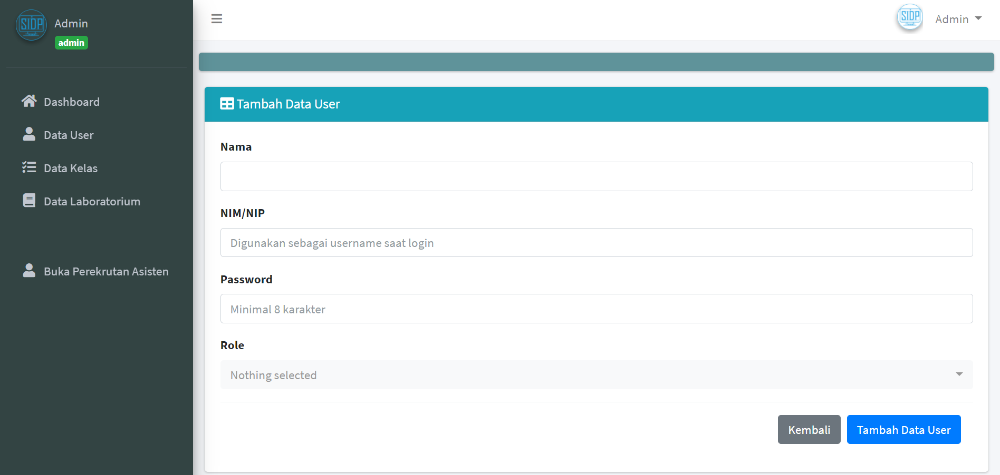 SIDP
Admin
admin
Dashboard
Data User
Data Kelas
Data Laboratorium
Buka Perekrutan Asisten
SIDP
Admin
Tambah Data User
Nama
NIM/NIP
Digunakan sebagai username saat login
Password
Minimal 8 karakter
Role
Nothing selected
Kembali
Tambah Data User